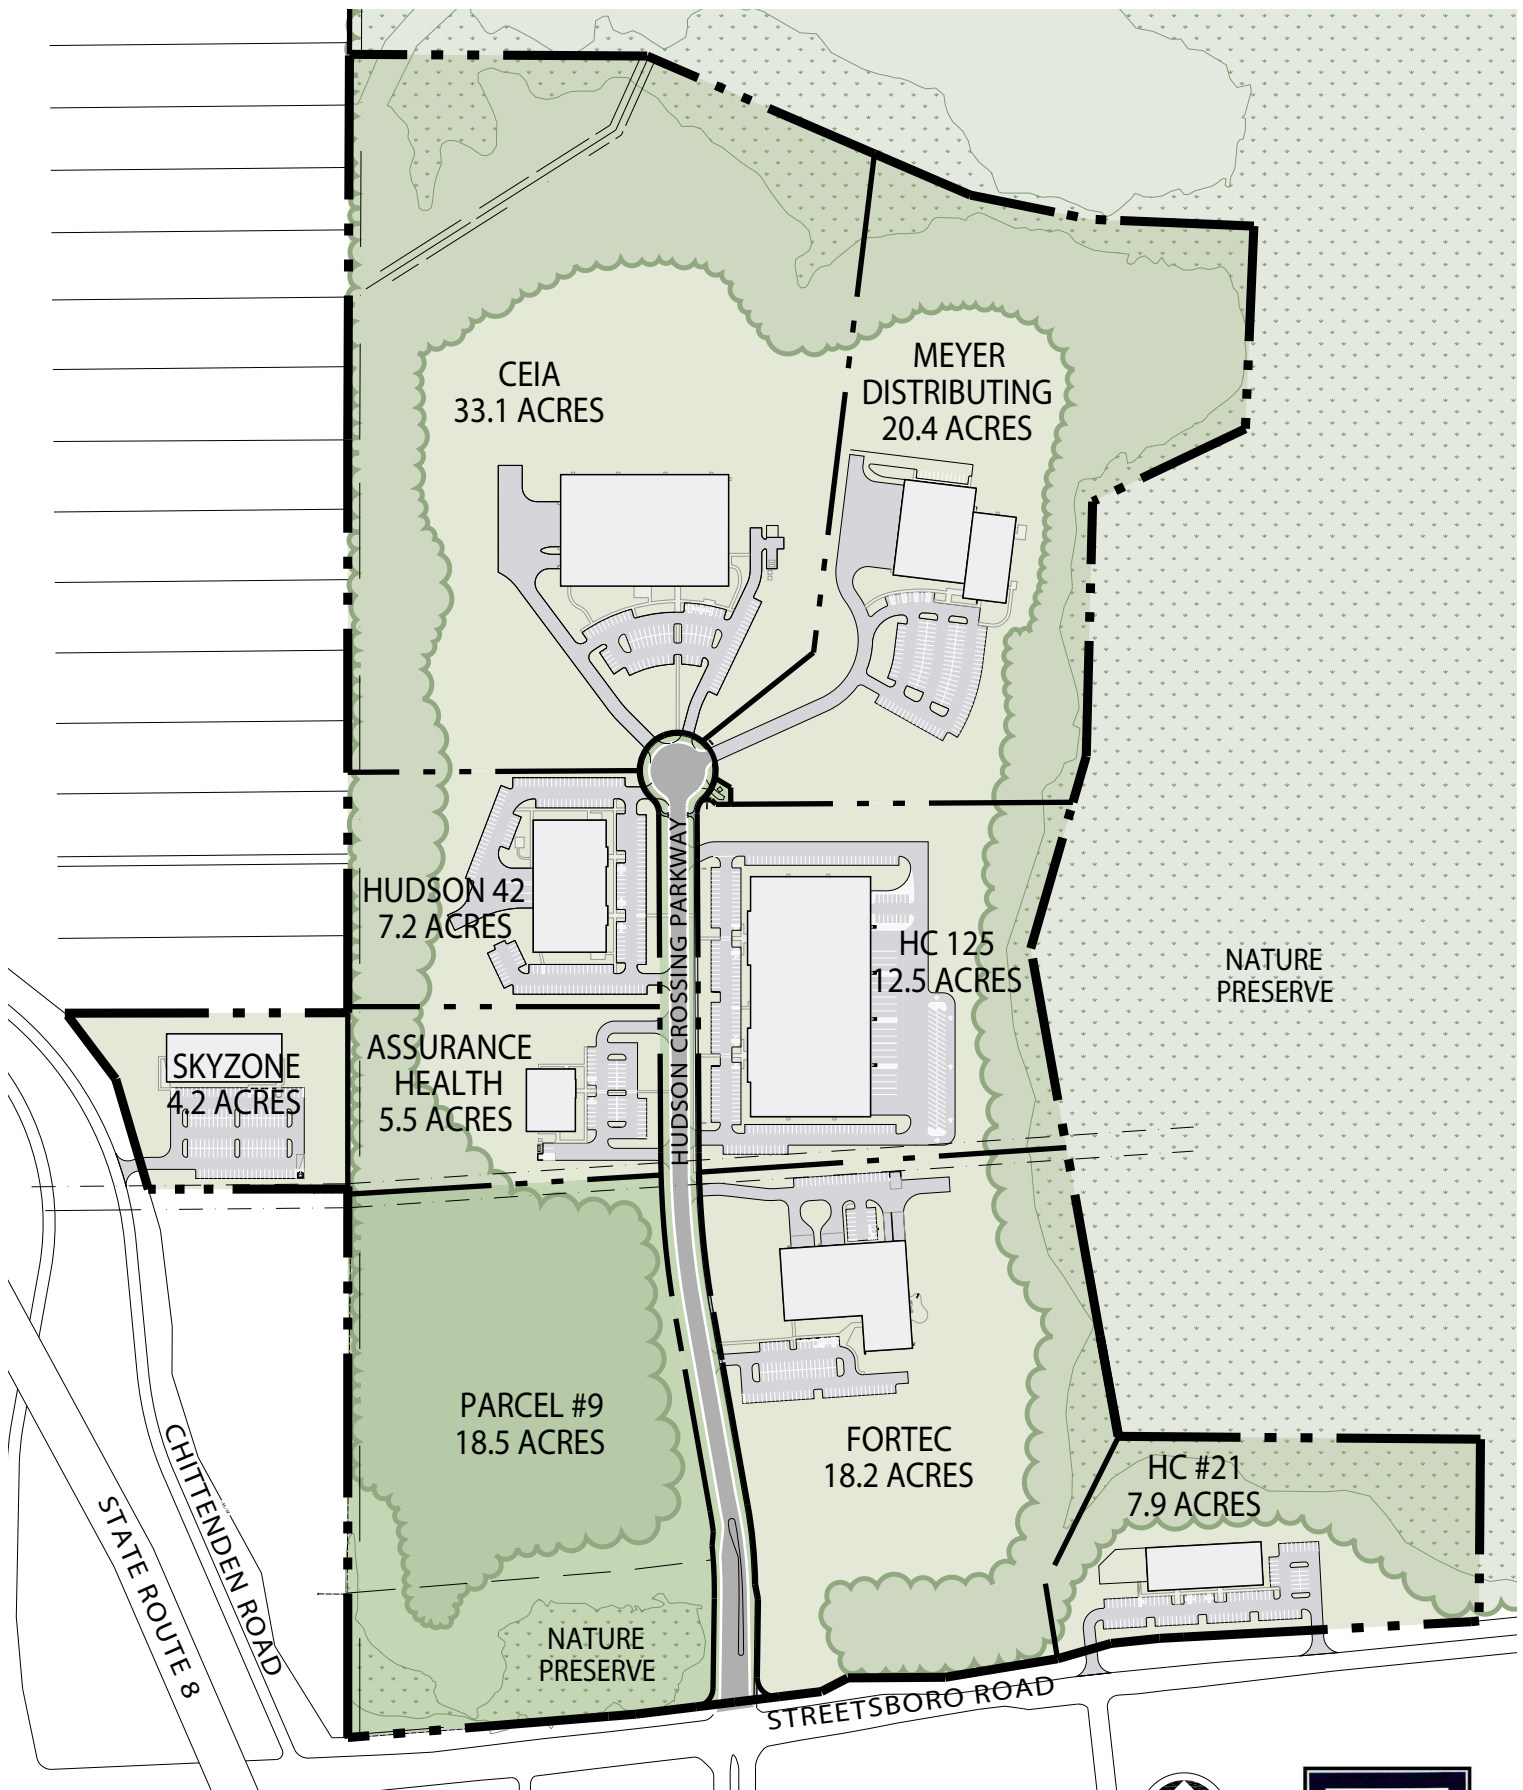 CEIA
33.1 ACRES
MEYER
DISTRIBUTING
20.4 ACRES
HUDSON 42
7.2 ACRES
HUDSON CROSSING PARKWAY
HC 125
12.5 ACRES
NATURE
PRESERVE
SKYZONE
4.2 ACRES
ASSURANCE
HEALTH
5.5 ACRES
PARCEL #9
18.5 ACRES
FORTEC
18.2 ACRES
HC #21
7.9 ACRES
CHITTENDEN ROAD
STATE ROUTE 8
NATURE
PRESERVE
STREETSBORO ROAD